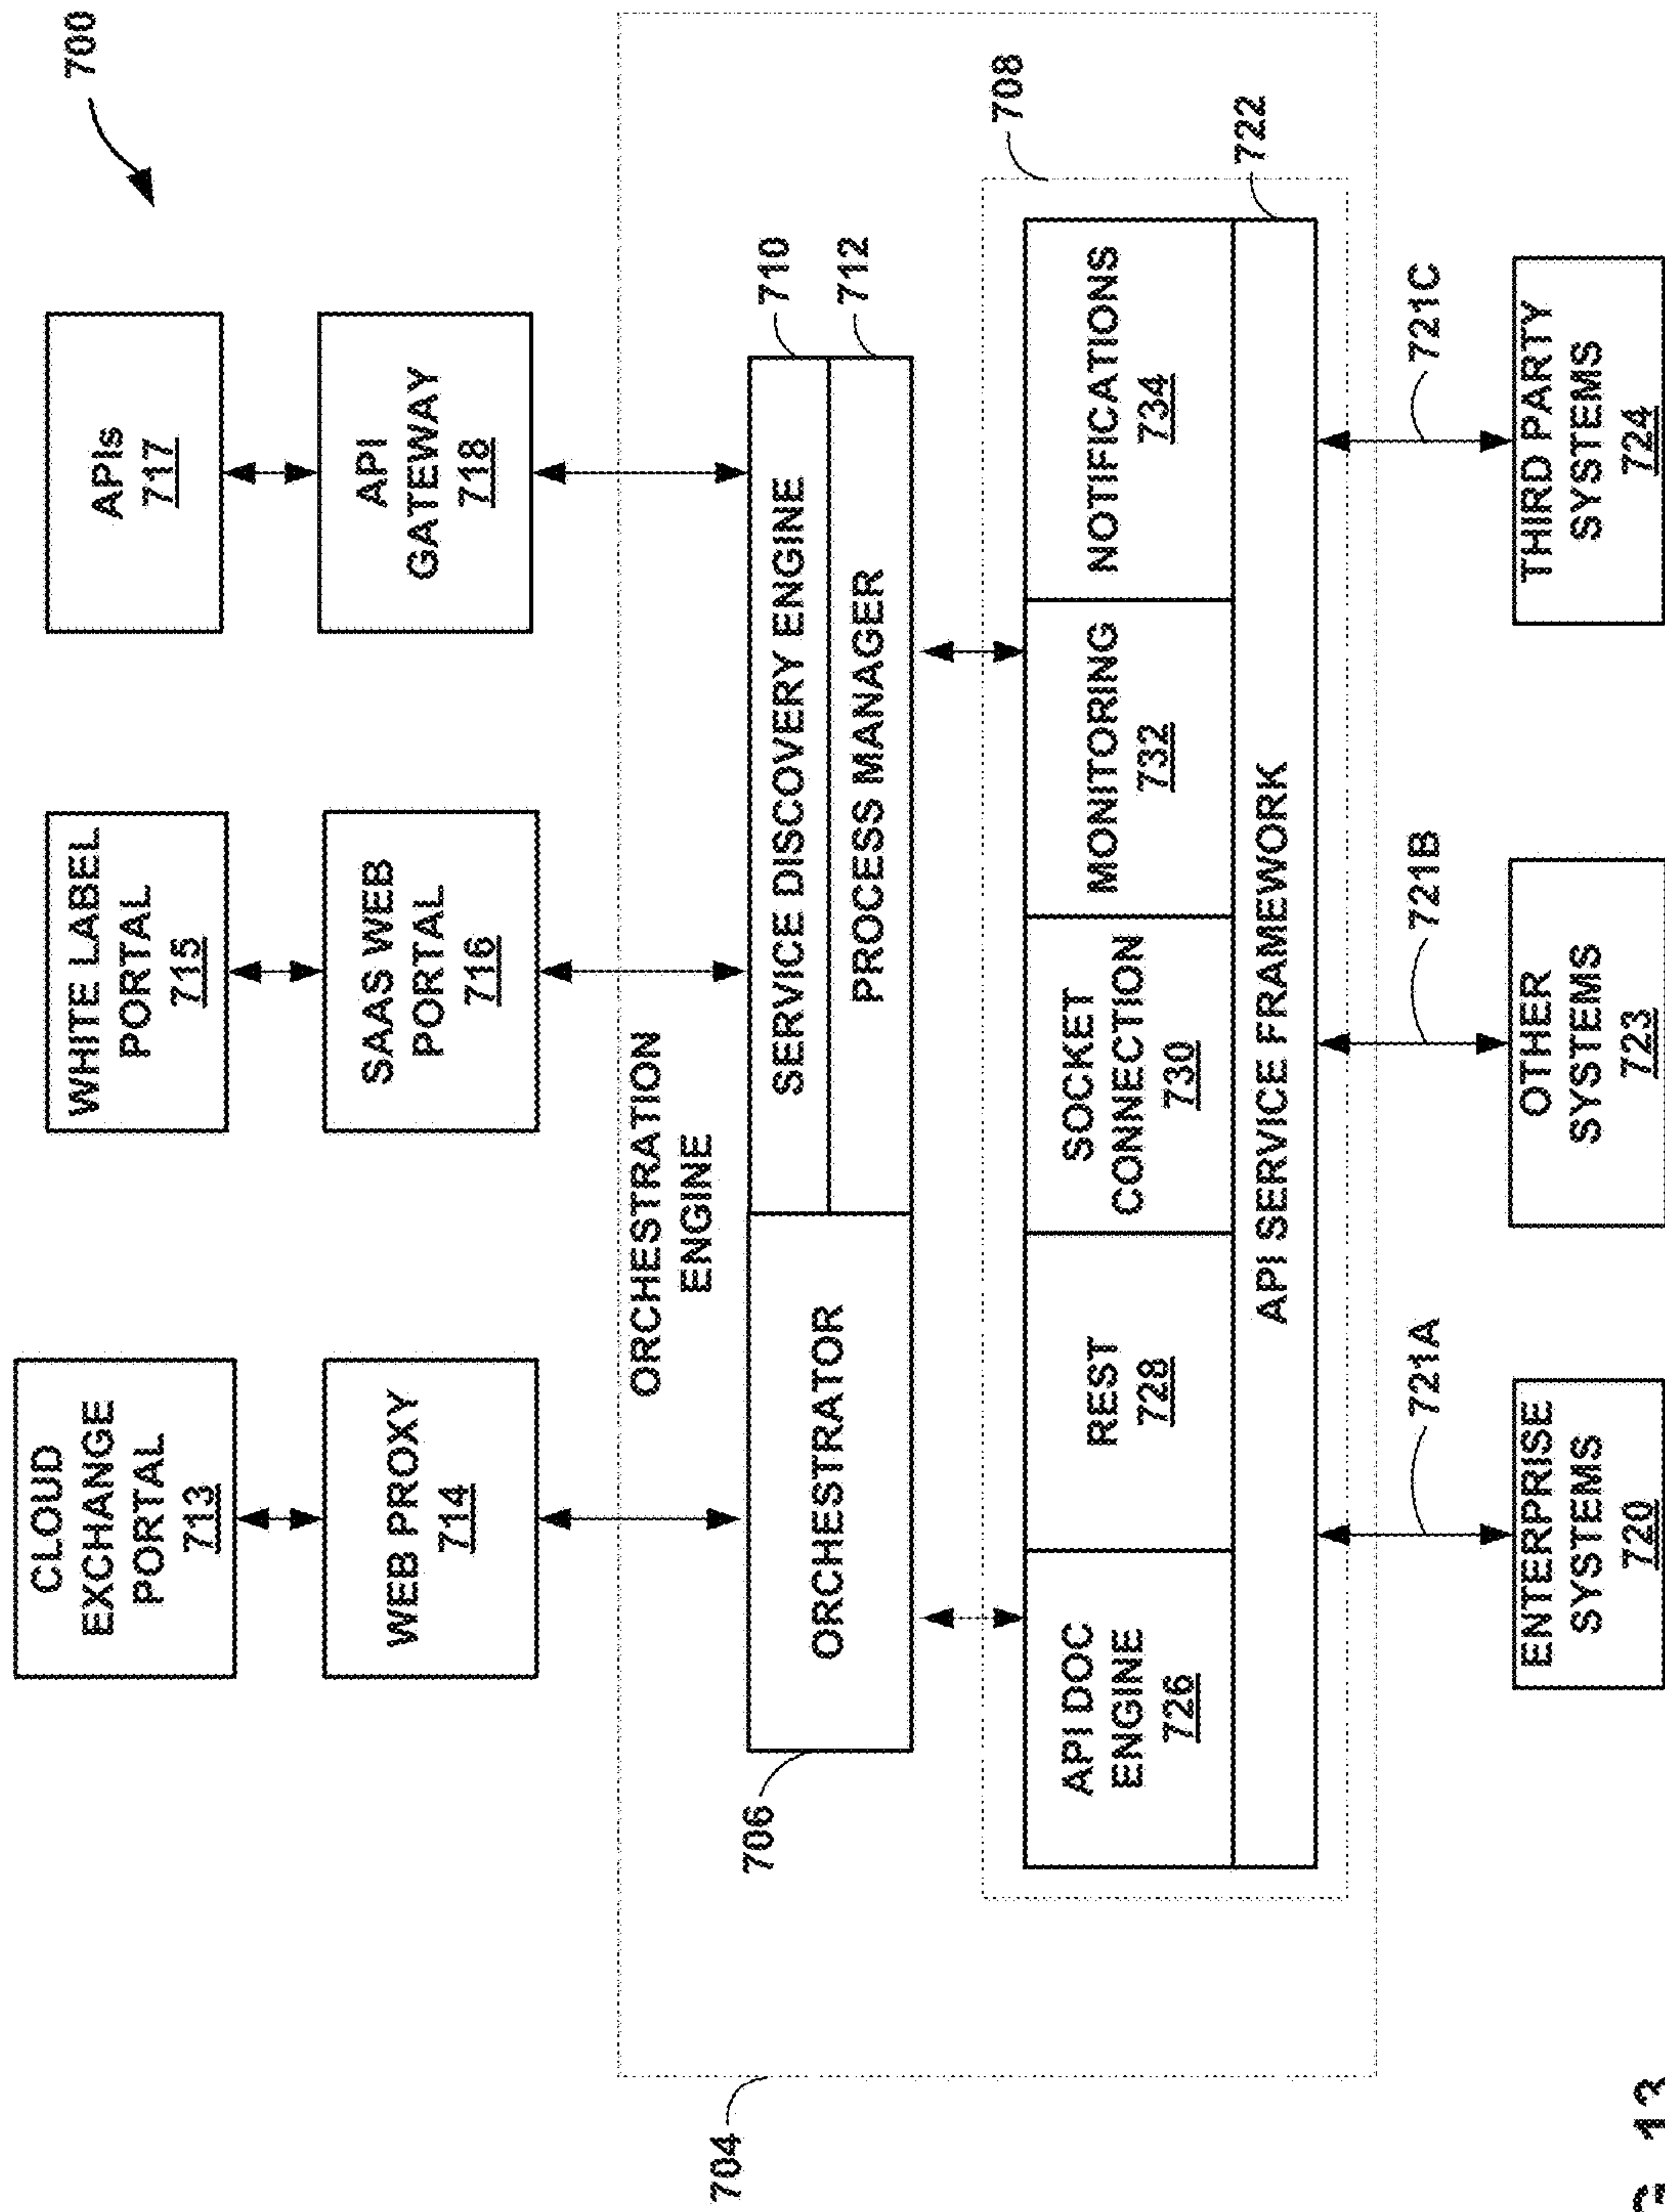 700
CLOUD
EXCHANGE
PORTAL
713
WHITE LABEL
PORTAL
715
APIs
717
WEB PROXY
714
SAAS WEB
PORTAL
716
API
GATEWAY
718
704
ORCHESTRATION
ENGINE
706
ORCHESTRATOR
SERVICE DISCOVERY ENGINE
710
PROCESS MANAGER
712
708
API DOC
ENGINE
726
REST
728
SOCKET
CONNECTION
730
MONITORING
732
NOTIFICATIONS
734
API SERVICE FRAMEWORK
722
721A
721B
721C
ENTERPRISE
SYSTEMS
720
OTHER
SYSTEMS
723
THIRD PARTY
SYSTEMS
724
13